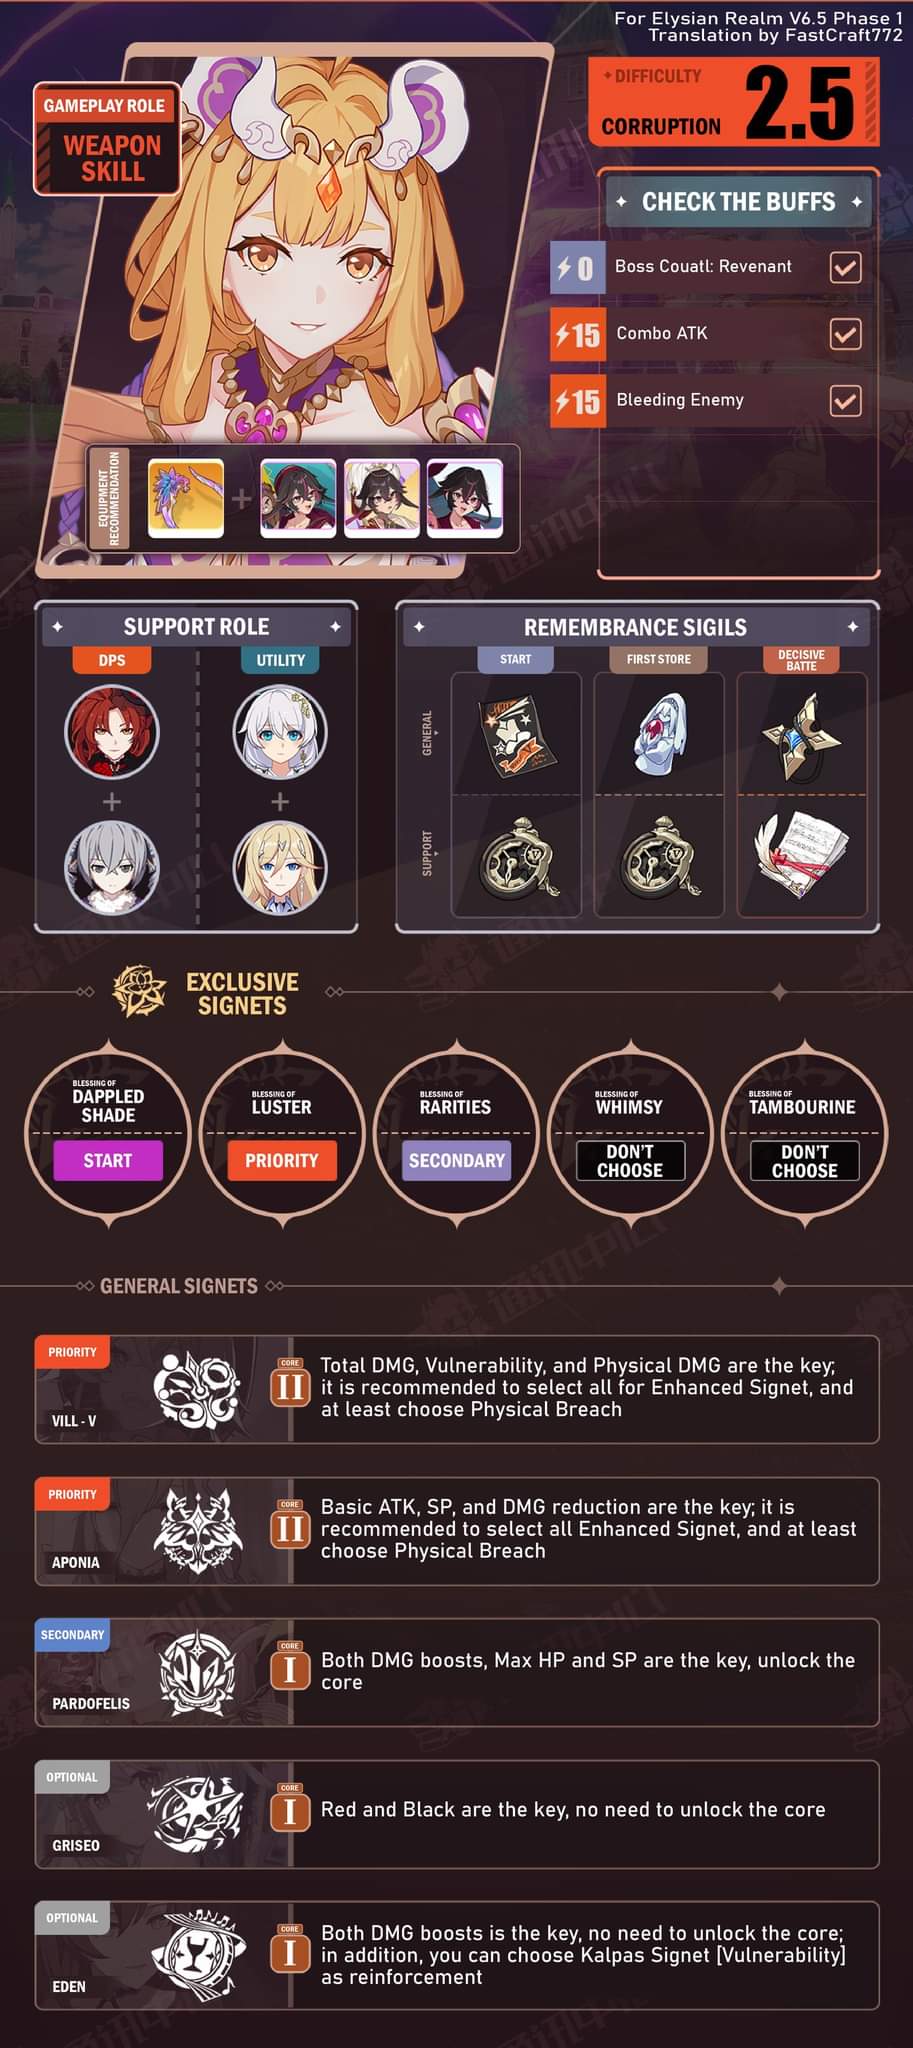 For Elysian Realm V6.5 Phase 1
Translation by FastCraft772
GAMEPLAY ROLE
WEAPON
SKILL
DIFFICULTY
CORRUPTION
2.5
CHECK THE BUFFS
0
Boss Couatl: Revenant
15
Combo ATK
15
Bleeding Enemy
EQUIPMENT
RECOMMENDATION
SUPPORT ROLE
DPS
UTILITY
REMEMBRANCE SIGILS
START
FIRST STORE
DECISIVE
BATTE
GENERAL
SUPPORT
EXCLUSIVE
SIGNETS
BLESSING OF
DAPPLED
SHADE
START
BLESSING OF
LUSTER
PRIORITY
BLESSING OF
RARITIES
SECONDARY
BLESSING OF
WHIMSY
DON'T
CHOOSE
BLESSING OF
TAMBOURINE
DON'T
CHOOSE
GENERAL SIGNETS
PRIORITY
VILL - V
CORE
II
Total DMG, Vulnerability, and Physical DMG are the key;
it is recommended to select all for Enhanced Signet, and
at least choose Physical Breach
PRIORITY
APONIA
CORE
II
Basic ATK, SP, and DMG reduction are the key; it is
recommended to select all Enhanced Signet, and at least
choose Physical Breach
SECONDARY
PARDOFELIS
CORE
I
Both DMG boosts, Max HP and SP are the key, unlock the
core
OPTIONAL
GRISEO
CORE
I
Red and Black are the key, no need to unlock the core
OPTIONAL
EDEN
CORE
I
Both DMG boosts is the key, no need to unlock the core;
in addition, you can choose Kalpas Signet [Vulnerability]
as reinforcement